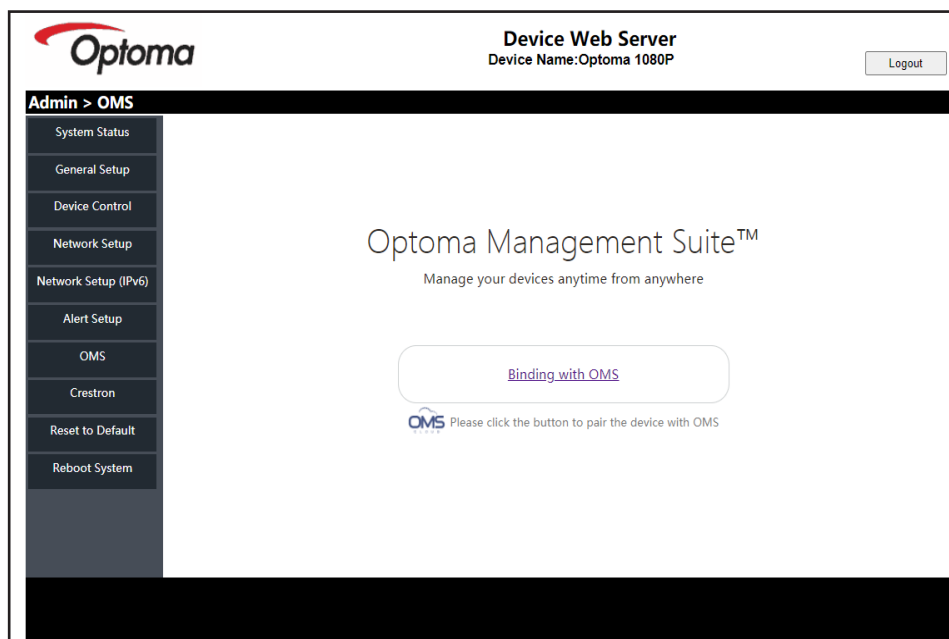 Optoma
Device Web Server
Device Name:Optoma 1080P
Logout
Admin > OMS
System Status
General Setup
Device Control
Network Setup
Network Setup (IPv6)
Alert Setup
OMS
Crestron
Reset to Default
Reboot System
Optoma Management Suite™
Manage your devices anytime from anywhere
Binding with OMS
OMS Please click the button to pair the device with OMS